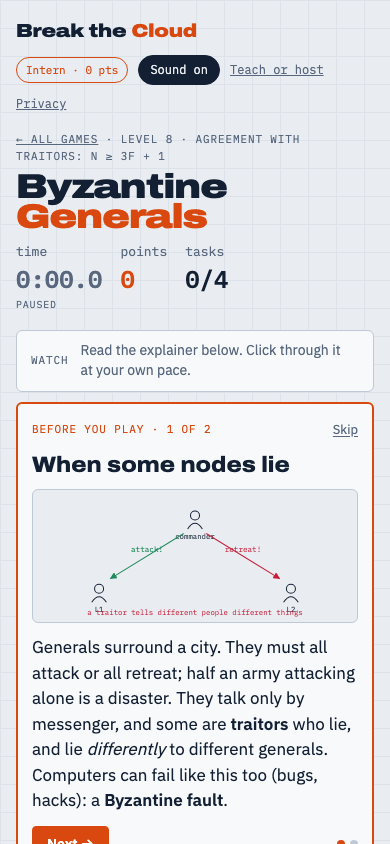 Break the Cloud
Intern · 0 pts
Sound on
Teach or host
Privacy
← ALL GAMES · LEVEL 8 · AGREEMENT WITH
TRAITORS: N ≥ 3F + 1
Byzantine
Generals
time points tasks
0:00.0 0 0/4
PAUSED
WATCH
Read the explainer below. Click through it
at your own pace.
BEFORE YOU PLAY · 1 OF 2
Skip
When some nodes lie
commander
attack! retreat!
L1 L2
a traitor tells different people different things
Generals surround a city. They must all
attack or all retreat; half an army attacking
alone is a disaster. They talk only by
messenger, and some are traitors who lie,
and lie differently to different generals.
Computers can fail like this too (bugs,
hacks): a Byzantine fault.
Next →